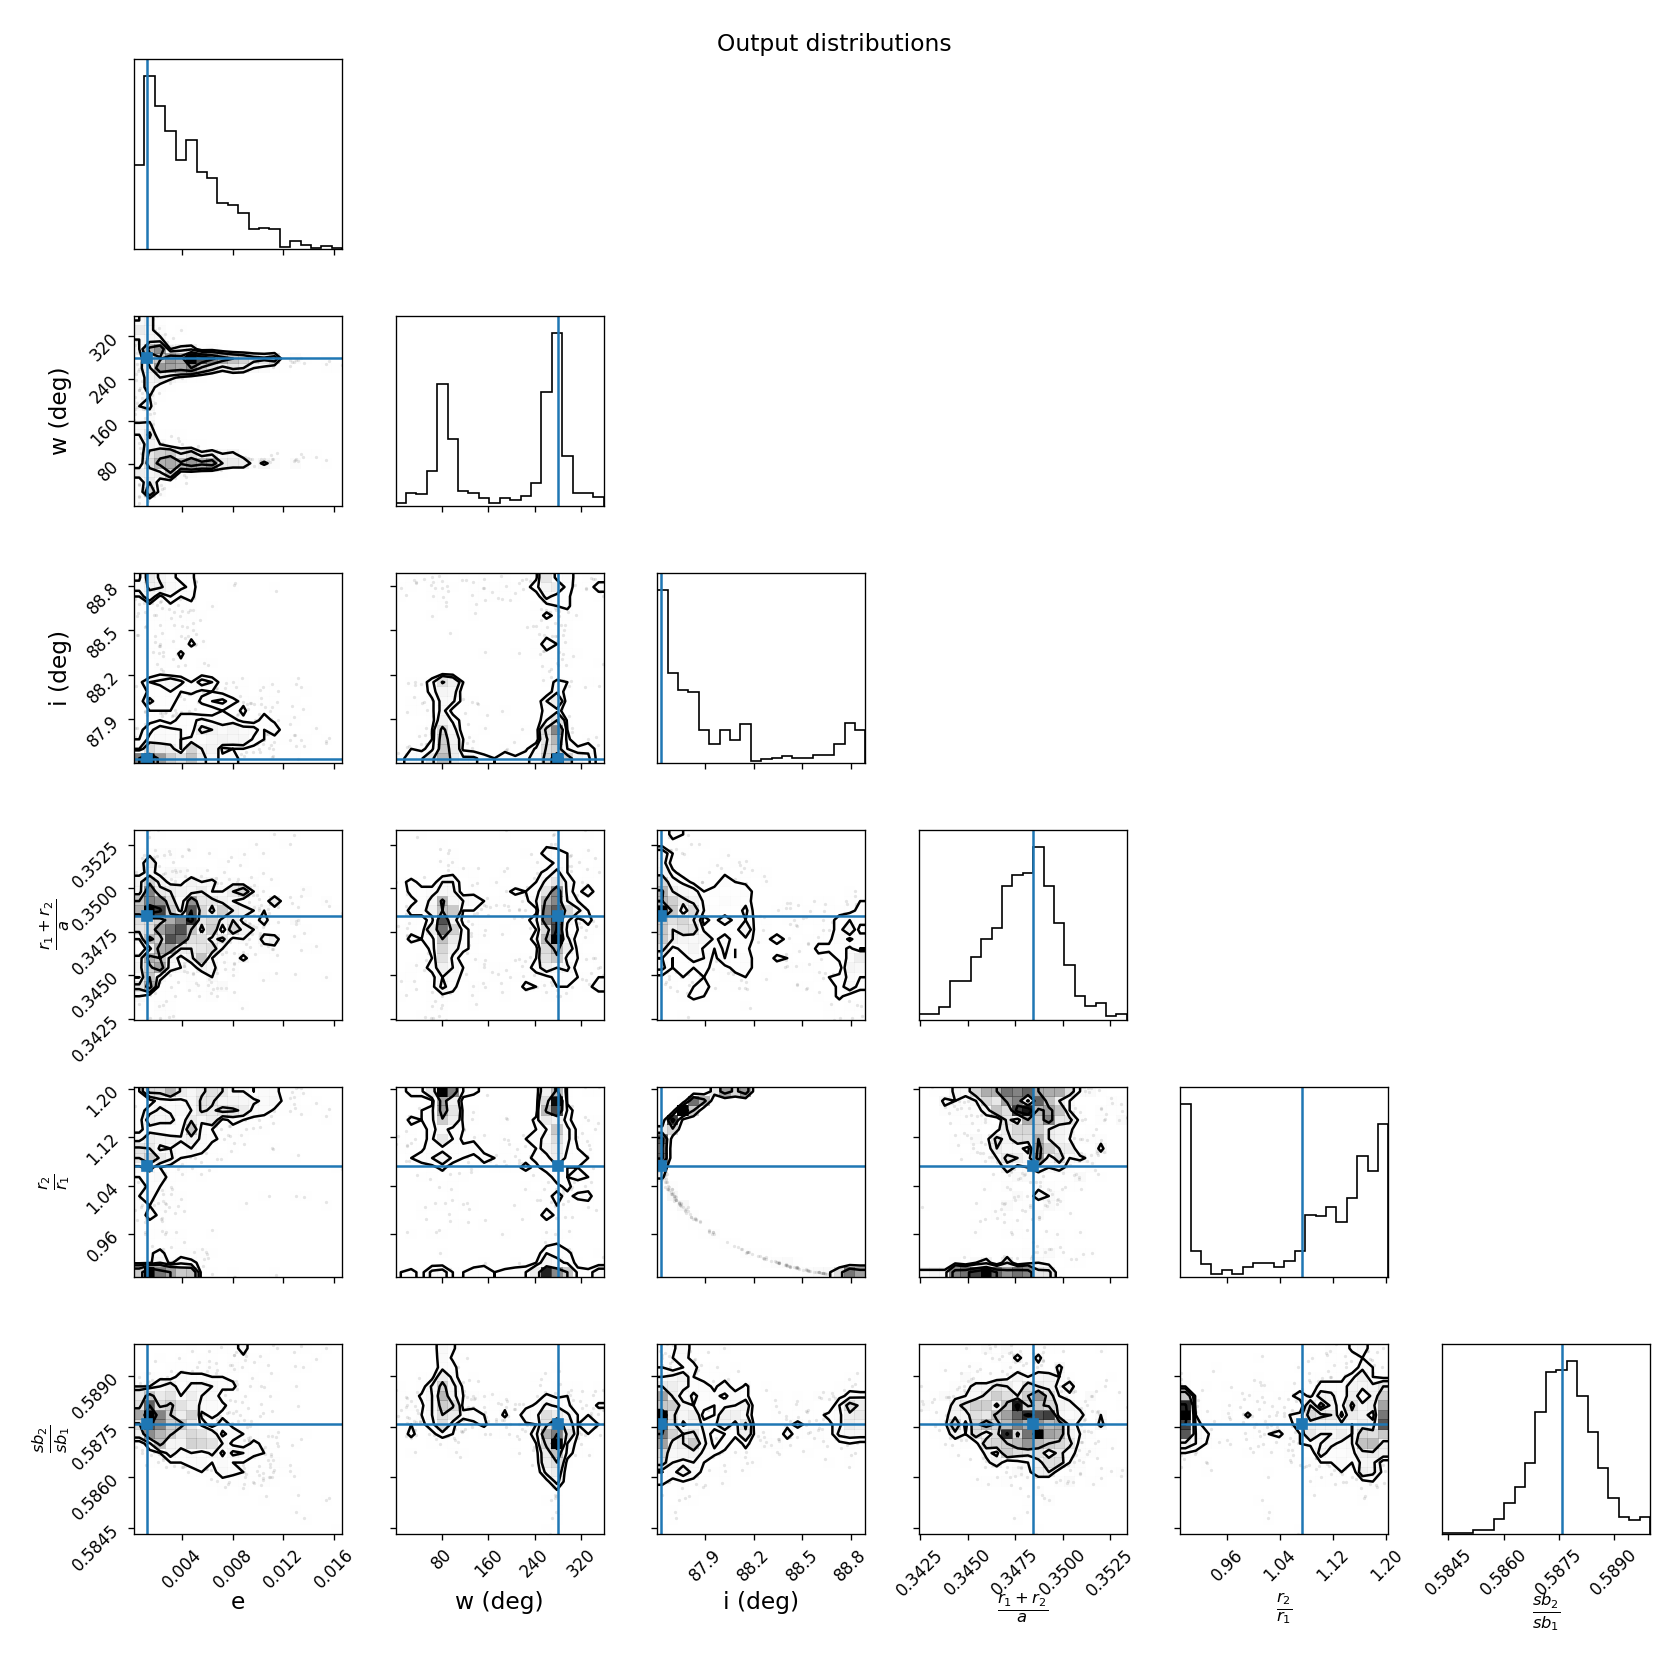 Output distributions
w (deg)
320
240
160
80
i (deg)
88.8
88.5
88.2
87.9
r₁ + r₂
a
0.3525
0.3500
0.3475
0.3450
0.3425
r₂
r₁
1.20
1.12
1.04
0.96
sb₂
sb₁
0.5890
0.5875
0.5860
0.5845
0.004 0.008 0.012 0.016
e
80 160 240 320
w (deg)
87.9 88.2 88.5 88.8
i (deg)
0.3425 0.3450 0.3475 0.3500 0.3525
r₁ + r₂
a
0.96 1.04 1.12 1.20
r₂
r₁
0.5845 0.5860 0.5875 0.5890
sb₂
sb₁